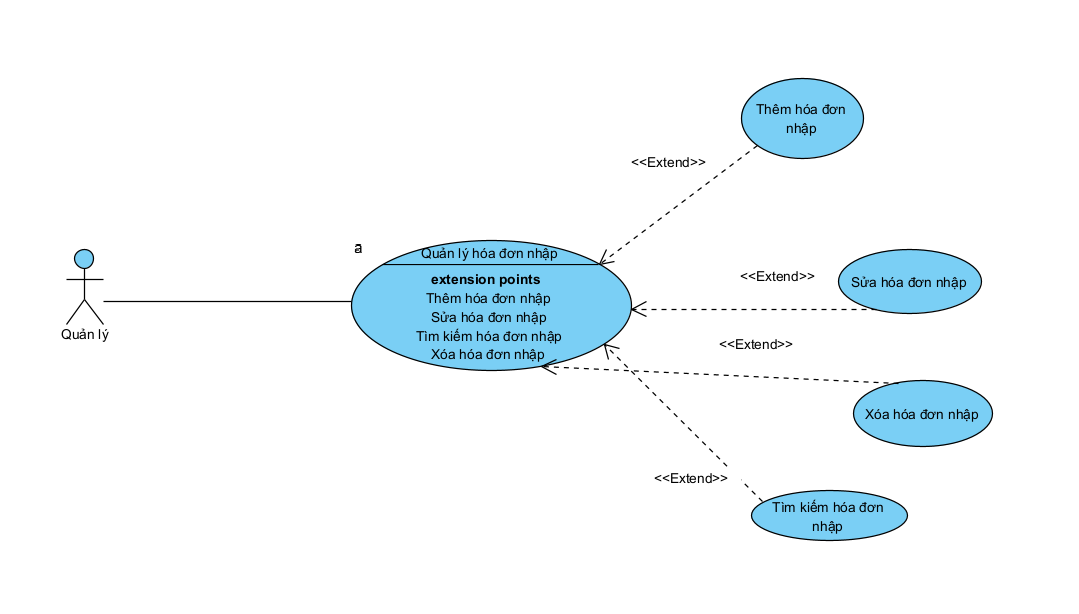 Thêm hóa đơn
nhập
<<Extend>>
a
Quản lý hóa đơn nhập
extension points
Thêm hóa đơn nhập
Sửa hóa đơn nhập
Tìm kiếm hóa đơn nhập
Xóa hóa đơn nhập
<<Extend>>
Sửa hóa đơn nhập
Quản lý
<<Extend>>
Xóa hóa đơn nhập
<<Extend>>
Tìm kiếm hóa đơn
nhập